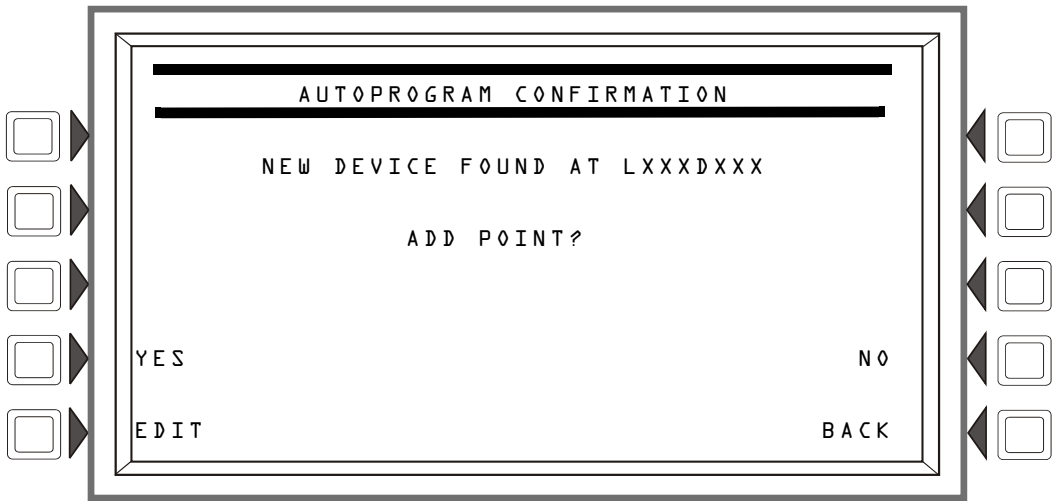 AUTOPROGRAM CONFIRMATION
NEW DEVICE FOUND AT LXXXDXXX
ADD POINT?
YES NO
EDIT BACK